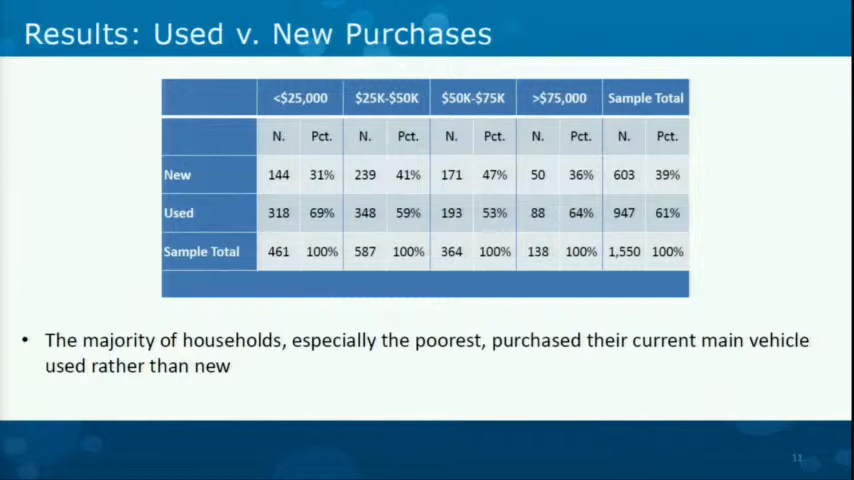 Results: Used v. New Purchases
<$25,000 $25K-$50K $50K-$75K >$75,000 Sample Total
N. Pct. N. Pct. N. Pct. N. Pct. N. Pct.
New 144 31% 239 41% 171 47% 50 36% 603 39%
Used 318 69% 348 59% 193 53% 88 64% 947 61%
Sample Total 461 100% 587 100% 364 100% 138 100% 1,550 100%
• The majority of households, especially the poorest, purchased their current main vehicle
used rather than new
11